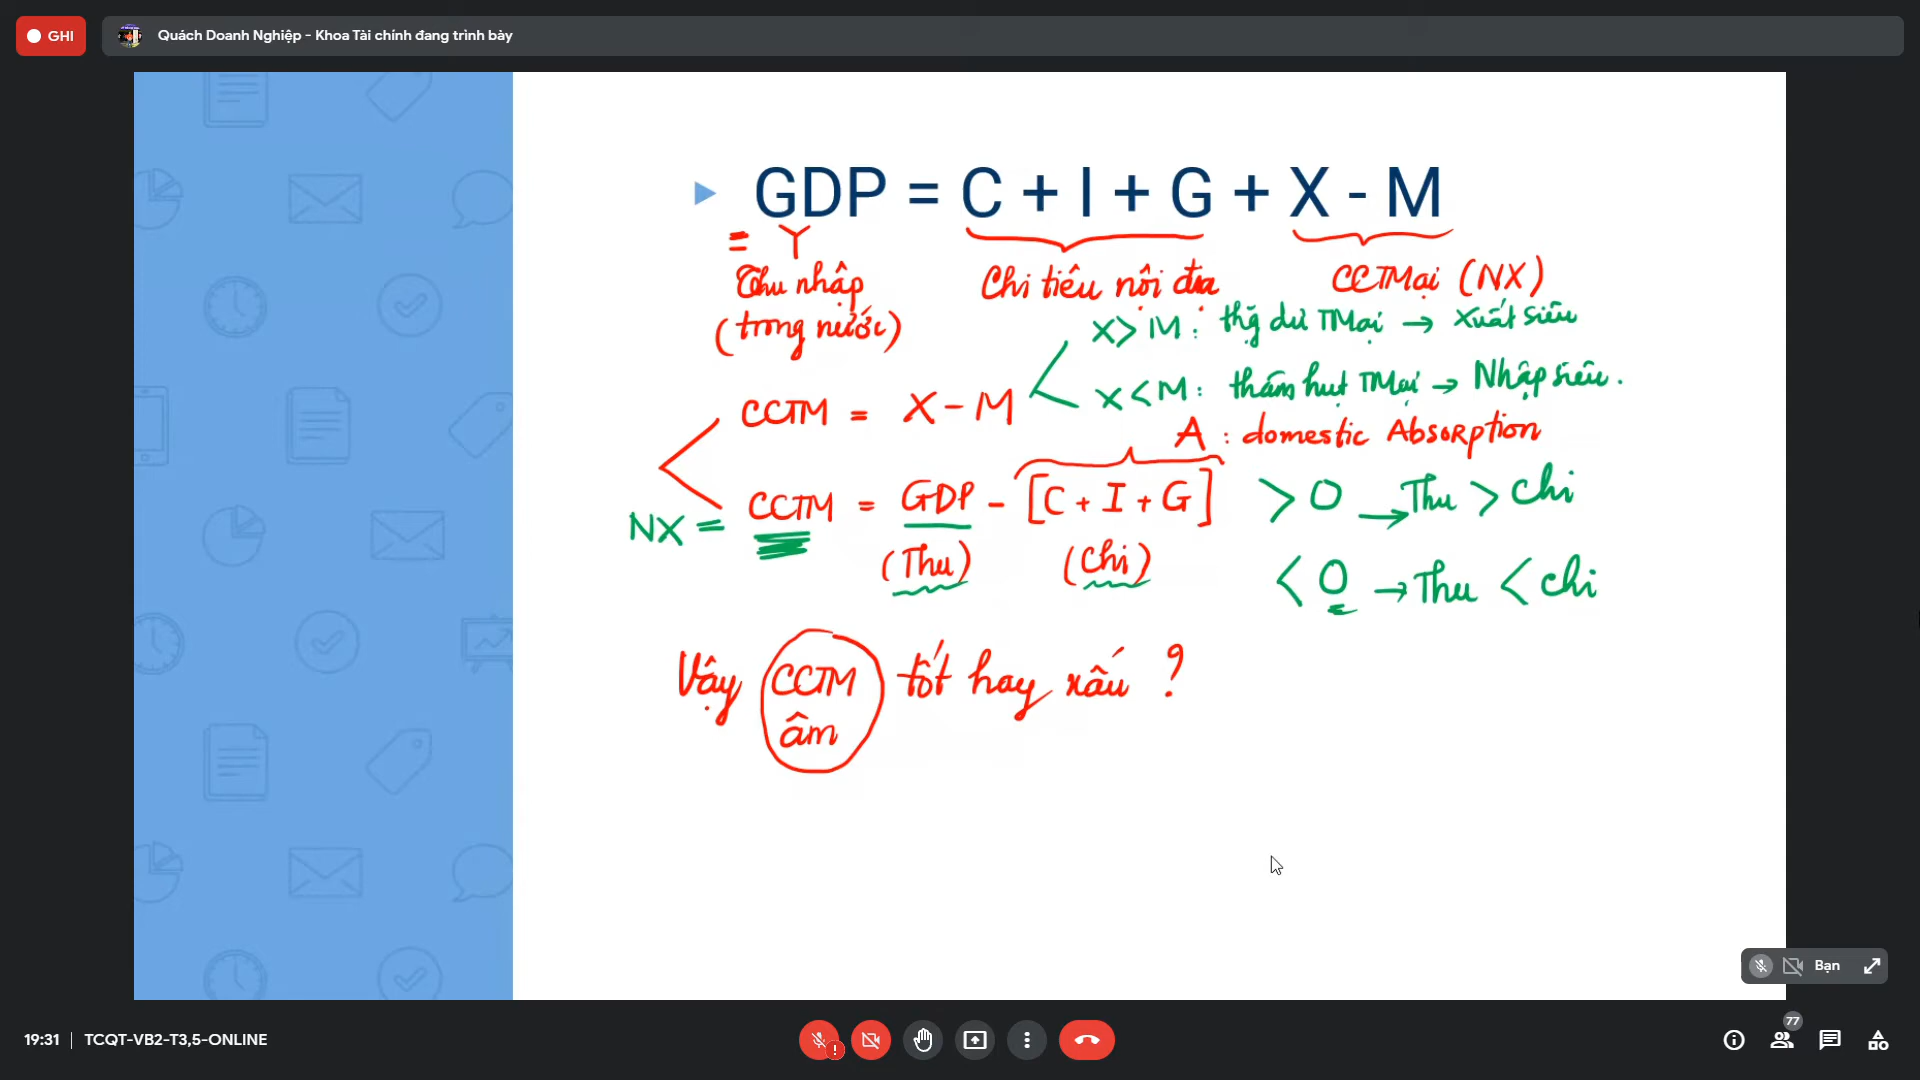 GHI
Quách Doanh Nghiệp - Khoa Tài chính đang trình bày
GDP = C + I + G + X - M
= Y
Thu nhập
(trong nước)
Chi tiêu nội địa
CCTMại (NX)
X > M : thặg dư TMại → Xuất siêu
X < M : thâm hụt TMại → Nhập siêu.
CCTM = X - M
A : domestic Absorption
NX = CCTM = GDP - [C + I + G]
> 0 → Thu > chi
(Thu)
(Chi)
< 0 → Thu < chi
Vậy CCTM âm tốt hay xấu ?
Bạn
19:31 | TCQT-VB2-T3,5-ONLINE
77